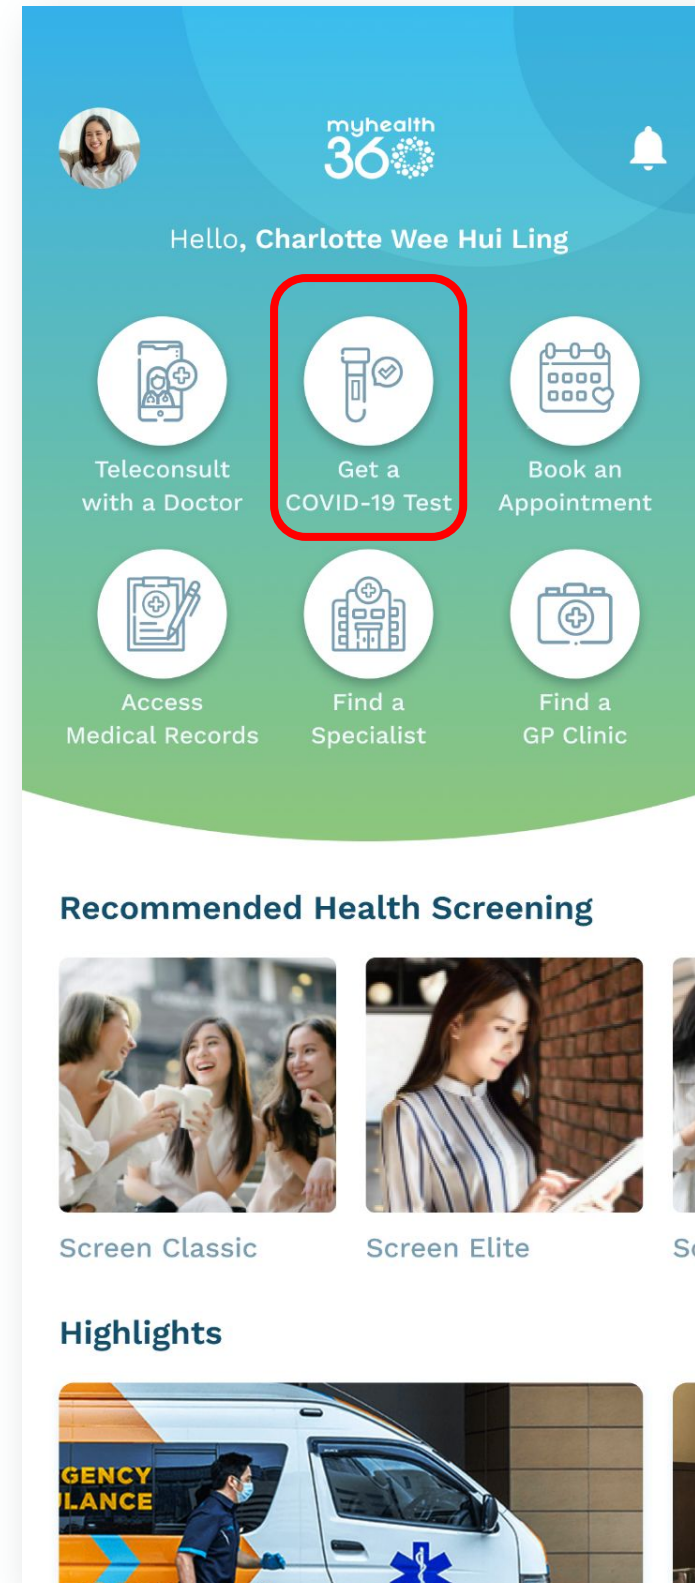 myhealth
36
Hello, Charlotte Wee Hui Ling
Teleconsult
with a Doctor
Get a
COVID-19 Test
Book an
Appointment
Access
Medical Records
Find a
Specialist
Find a
GP Clinic
Recommended Health Screening
Screen Classic
Screen Elite
Highlights
GENCY
LANCE